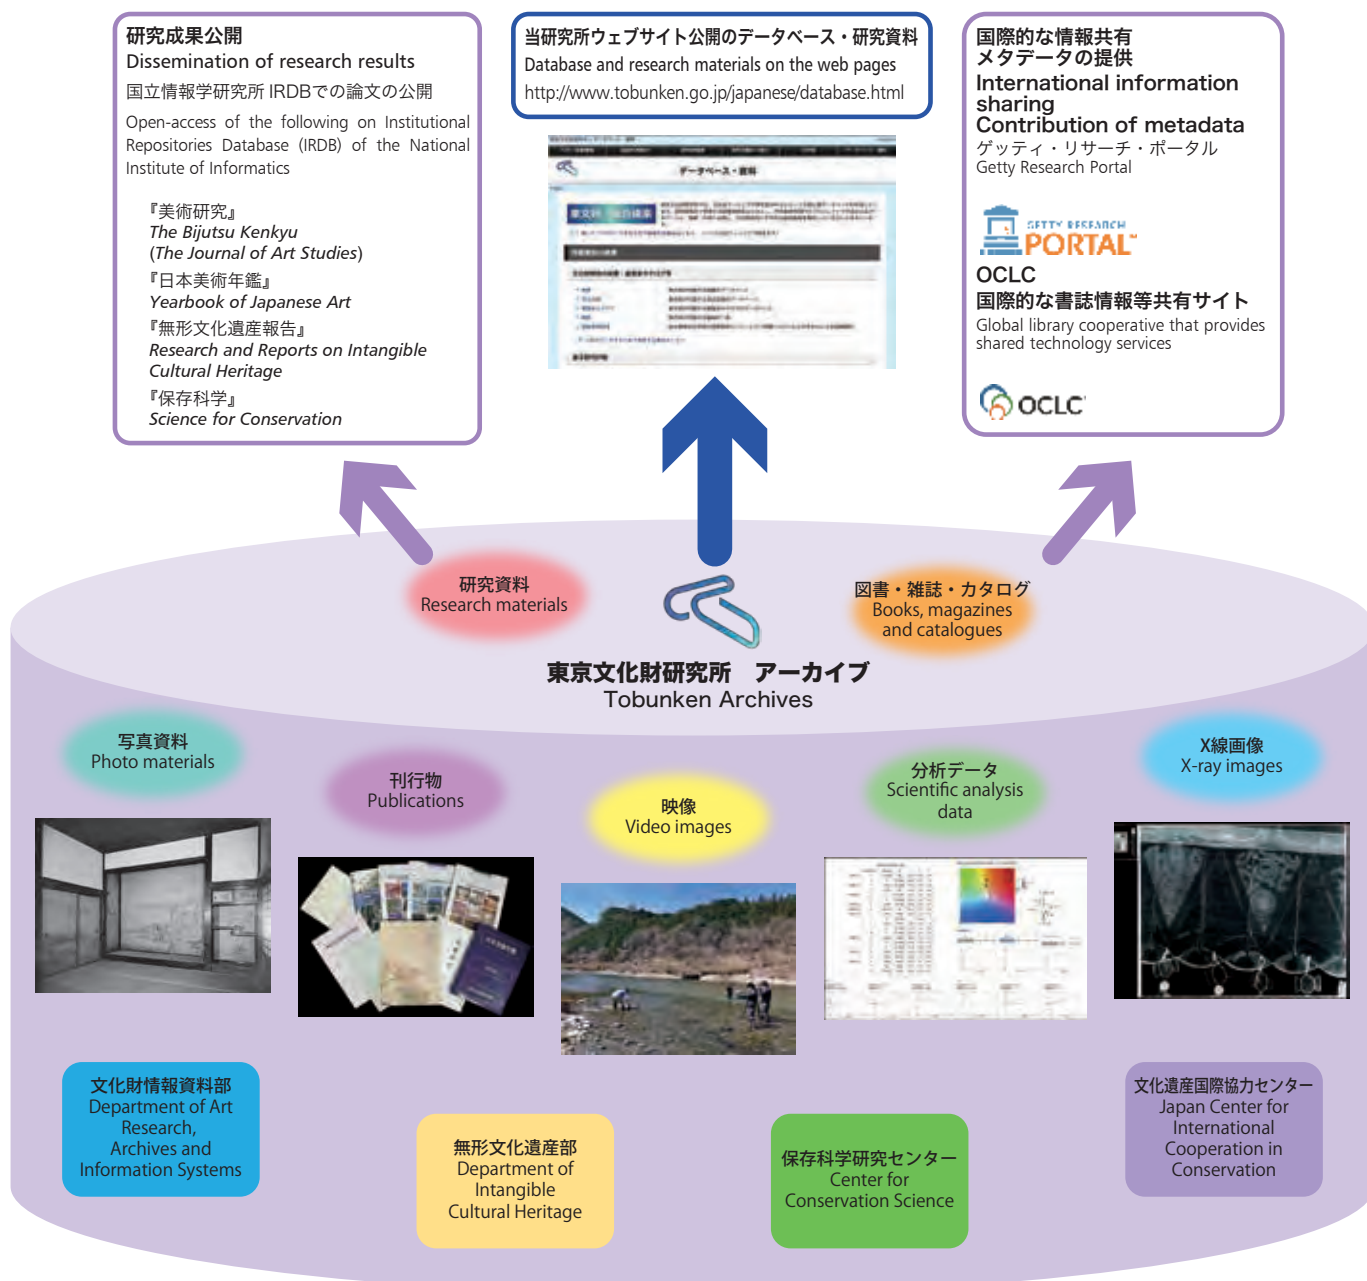 研究成果公開
Dissemination of research results
国立情報学研究所 IRDBでの論文の公開
Open-access of the following on Institutional
Repositories Database (IRDB) of the National
Institute of Informatics
『美術研究』
The Bijutsu Kenkyu
(The Journal of Art Studies)
『日本美術年鑑』
Yearbook of Japanese Art
『無形文化遺産報告』
Research and Reports on Intangible
Cultural Heritage
『保存科学』
Science for Conservation
当研究所ウェブサイト公開のデータベース・研究資料
Database and research materials on the web pages
http://www.tobunken.go.jp/japanese/database.html
データベース・資料
国際的な情報共有
メタデータの提供
International information
sharing
Contribution of metadata
ゲッティ・リサーチ・ポータル
Getty Research Portal
GETTY RESEARCH
PORTAL
OCLC
国際的な書誌情報等共有サイト
Global library cooperative that provides
shared technology services
OCLC
研究資料
Research materials
図書・雑誌・カタログ
Books, magazines
and catalogues
東京文化財研究所　アーカイブ
Tobunken Archives
写真資料
Photo materials
刊行物
Publications
映像
Video images
分析データ
Scientific analysis
data
X線画像
X-ray images
文化財情報資料部
Department of Art
Research,
Archives and
Information Systems
無形文化遺産部
Department of
Intangible
Cultural Heritage
保存科学研究センター
Center for
Conservation Science
文化遺産国際協力センター
Japan Center for
International
Cooperation in
Conservation